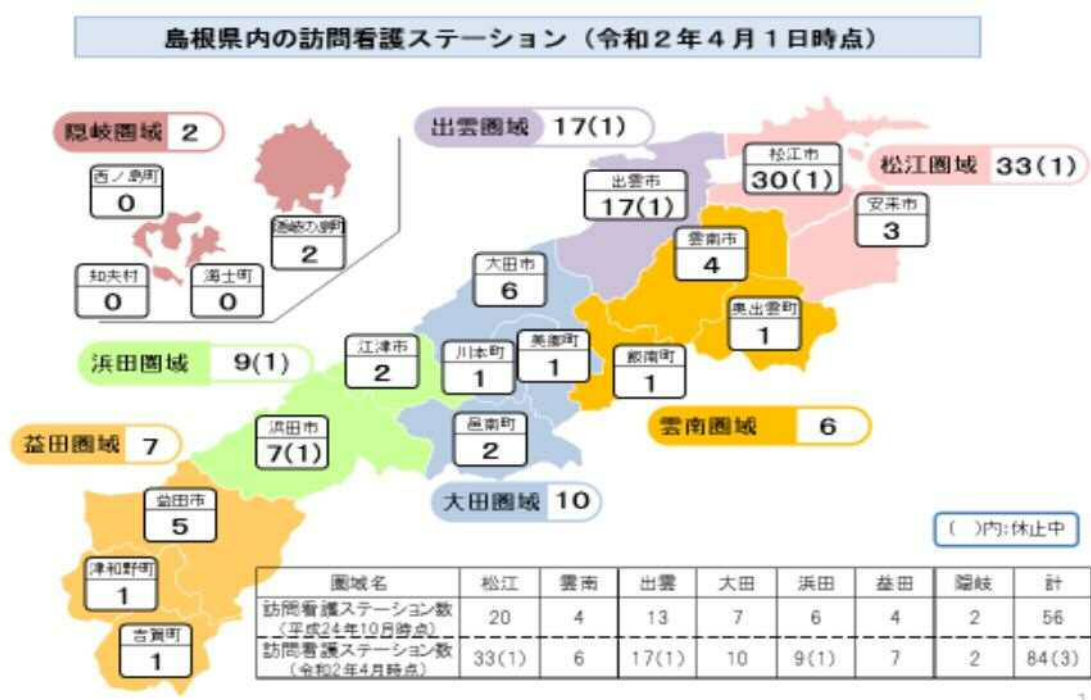 島根県内の訪問看護ステーション（令和２年４月１日時点）
隠岐圏域 2
西ノ島町
0
隠岐の島町
2
知夫村
0
海士町
0
出雲圏域 17(1)
出雲市
17(1)
松江市
30(1)
松江圏域 33(1)
安来市
3
雲南市
4
奥出雲町
1
飯南町
1
雲南圏域 6
大田市
6
川本町
1
美郷町
1
邑南町
2
大田圏域 10
浜田圏域 9(1)
江津市
2
浜田市
7(1)
益田圏域 7
益田市
5
津和野町
1
吉賀町
1
( )内:休止中
圏域名 松江 雲南 出雲 大田 浜田 益田 隠岐 計
訪問看護ステーション数
（平成24年10月時点） 20 4 13 7 6 4 2 56
訪問看護ステーション数
（令和2年4月時点） 33(1) 6 17(1) 10 9(1) 7 2 84(3)